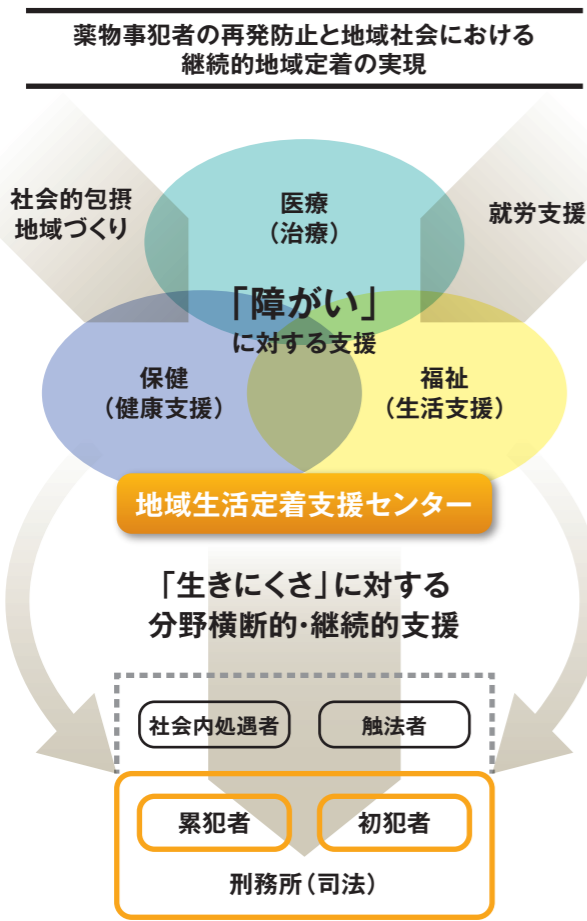 薬物事犯者の再発防止と地域社会における
継続的地域定着の実現
社会的包摂
地域づくり
医療
（治療）
就労支援
「障がい」
に対する支援
保健
（健康支援）
福祉
（生活支援）
地域生活定着支援センター
「生きにくさ」に対する
分野横断的・継続的支援
社会内処遇者
触法者
累犯者
初犯者
刑務所（司法）